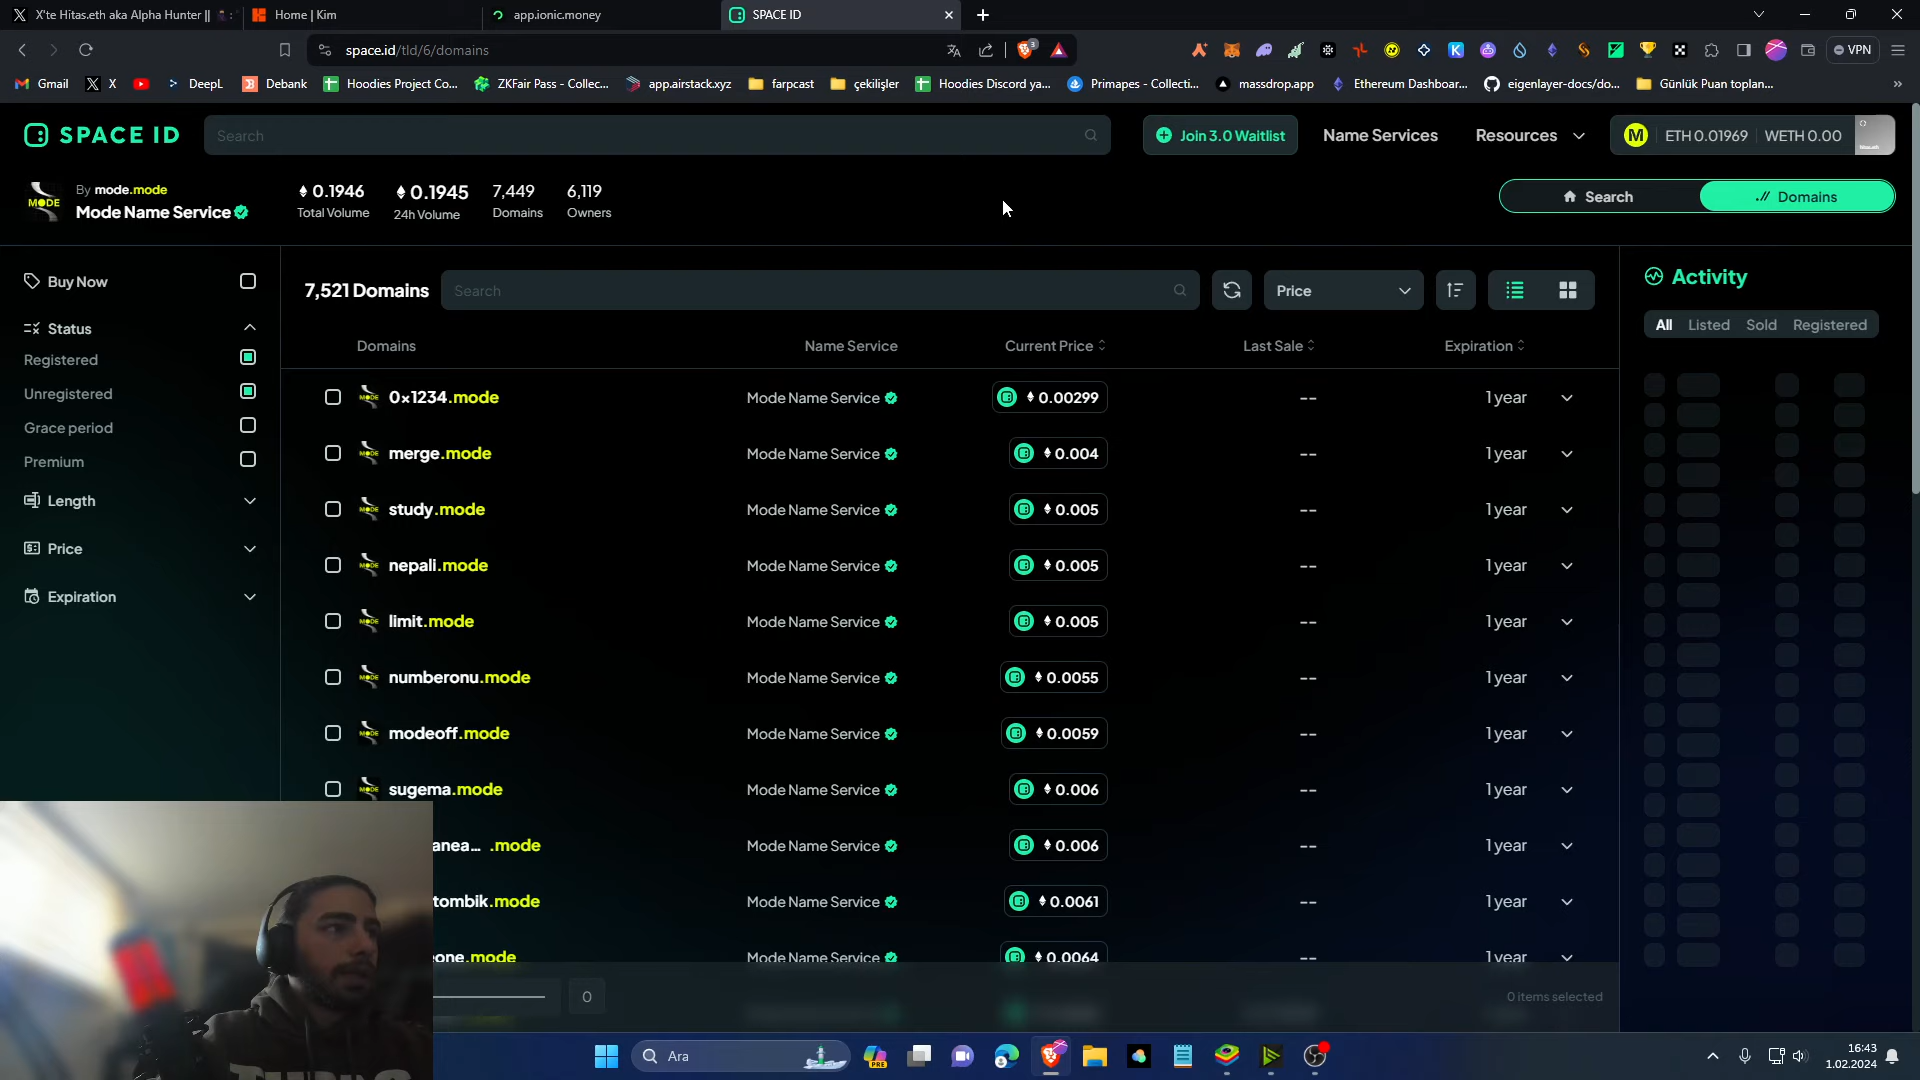 X'te Hitas.eth aka Alpha Hunter ||
Home | Kim
app.ionic.money
SPACE ID
space.id/tld/6/domains
VPN
Gmail
X
DeepL
Debank
Hoodies Project Co...
ZKFair Pass - Collec...
app.airstack.xyz
farpcast
çekilişler
Hoodies Discord ya...
Primapes - Collecti...
massdrop.app
Ethereum Dashboar...
eigenlayer-docs/do...
Günlük Puan toplan...
SPACE ID
Search
Join 3.0 Waitlist
Name Services
Resources
ETH 0.01969
WETH 0.00
MODE
By mode.mode
Mode Name Service
0.1946
Total Volume
0.1945
24h Volume
7,449
Domains
6,119
Owners
Search
Domains
Buy Now
Status
Registered
Unregistered
Grace period
Premium
Length
Price
Expiration
7,521 Domains
Search
Price
Activity
All
Listed
Sold
Registered
Domains
Name Service
Current Price
Last Sale
Expiration
0x1234.mode
Mode Name Service
0.00299
--
1 year
merge.mode
Mode Name Service
0.004
--
1 year
study.mode
Mode Name Service
0.005
--
1 year
nepali.mode
Mode Name Service
0.005
--
1 year
limit.mode
Mode Name Service
0.005
--
1 year
numberonu.mode
Mode Name Service
0.0055
--
1 year
modeoff.mode
Mode Name Service
0.0059
--
1 year
sugema.mode
Mode Name Service
0.006
--
1 year
anea... .mode
Mode Name Service
0.006
--
1 year
tombik.mode
Mode Name Service
0.0061
--
1 year
one.mode
Mode Name Service
0.0064
--
1 year
0
0 items selected
Ara
PRE
16:43
1.02.2024